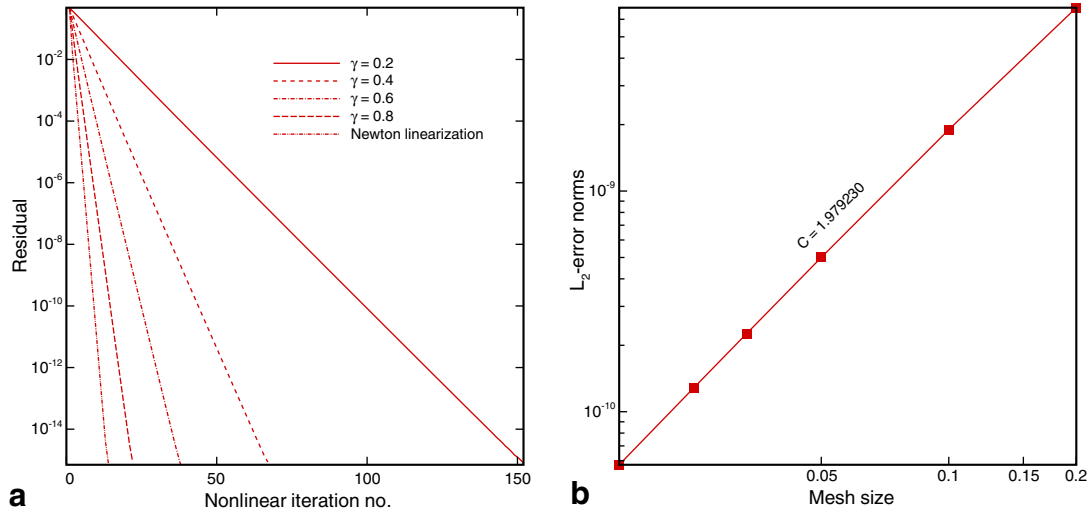 10^-2
10^-4
10^-6
10^-8
10^-10
10^-12
10^-14
Residual
γ = 0.2
γ = 0.4
γ = 0.6
γ = 0.8
Newton linearization
0
50
100
150
Nonlinear iteration no.
a
10^-9
10^-10
L_2-error norms
C = 1.979230
0.05
0.1
0.15
0.2
Mesh size
b